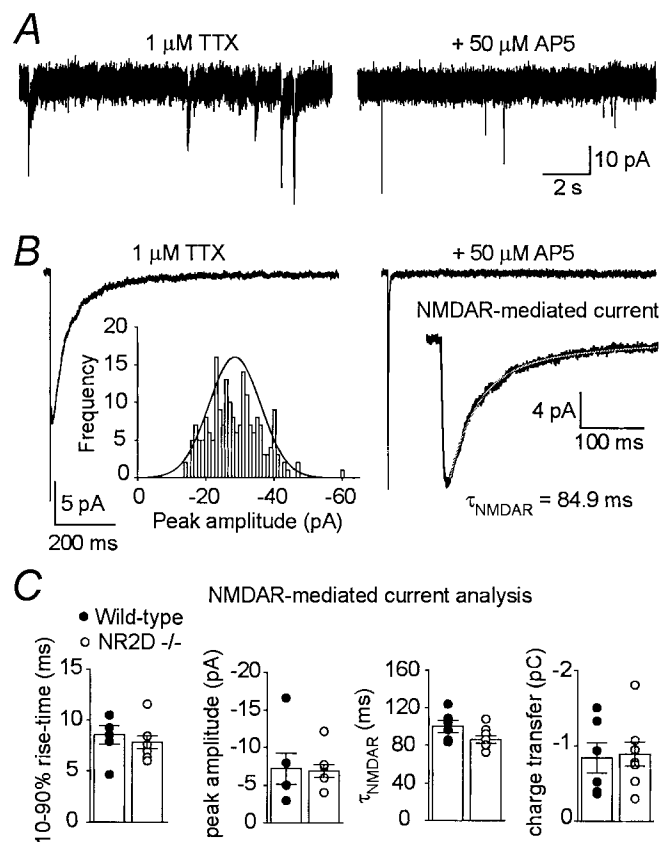 A
1 µM TTX
+ 50 µM AP5
10 pA
2 s
B
1 µM TTX
+ 50 µM AP5
NMDAR-mediated current
20
15
10
5
0
Frequency
0
-20
-40
-60
Peak amplitude (pA)
5 pA
200 ms
4 pA
100 ms
τNMDAR = 84.9 ms
C
NMDAR-mediated current analysis
Wild-type
NR2D -/-
10-90% rise-time (ms)
15
10
5
0
peak amplitude (pA)
-20
-15
-10
-5
0
τNMDAR (ms)
160
120
80
40
0
charge transfer (pC)
-2
-1
0